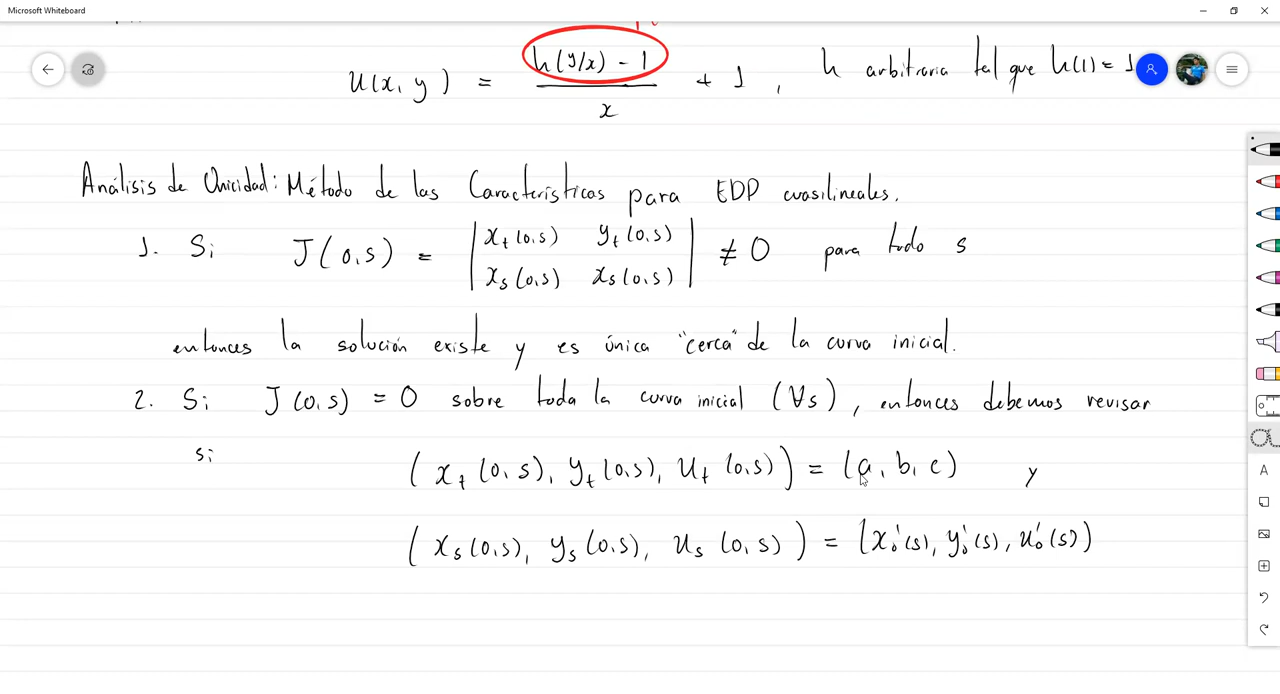 Microsoft Whiteboard
h(y/x) - 1
u(x, y) = ――― + 1 , h arbitraria tal que h(1) = 1
x
Análisis de Unicidad: Método de las Características para EDP cuasilineales.
1. Si J(0,s) = | x_t(0,s) y_t(0,s) | ≠ 0 para todo s
| x_s(0,s) x_s(0,s) |
entonces la solución existe y es única "cerca" de la curva inicial.
2. Si J(0,s) = 0 sobre toda la curva inicial (∀s), entonces debemos revisar
si (x_t(0,s), y_t(0,s), u_t(0,s)) = (a, b, c) y
(x_s(0,s), y_s(0,s), u_s(0,s)) = (x_0'(s), y_0'(s), u_0'(s))
A